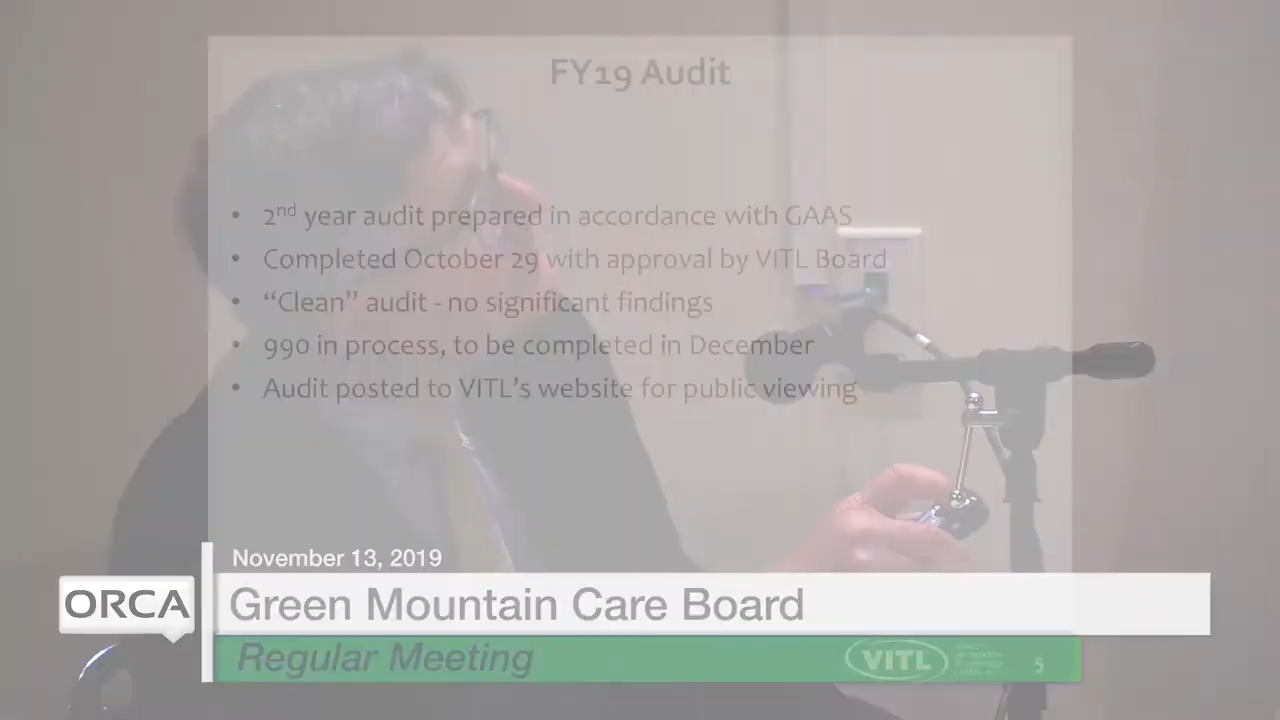 FY19 Audit
• 2nd year audit prepared in accordance with GAAS
• Completed October 29 with approval by VITL Board
• “Clean” audit - no significant findings
• 990 in process, to be completed in December
• Audit posted to VITL’s website for public viewing
November 13, 2019
ORCA
Green Mountain Care Board
Regular Meeting
VITL
5